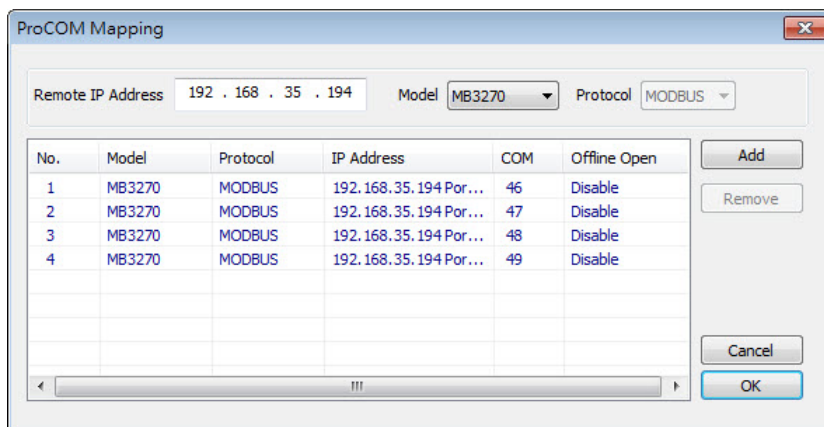 ProCOM Mapping
Remote IP Address 192 . 168 . 35 . 194 Model MB3270 Protocol MODBUS
No. Model Protocol IP Address COM Offline Open Add
1 MB3270 MODBUS 192.168.35.194 Por... 46 Disable
Remove
2 MB3270 MODBUS 192.168.35.194 Por... 47 Disable
3 MB3270 MODBUS 192.168.35.194 Por... 48 Disable
4 MB3270 MODBUS 192.168.35.194 Por... 49 Disable
Cancel
OK